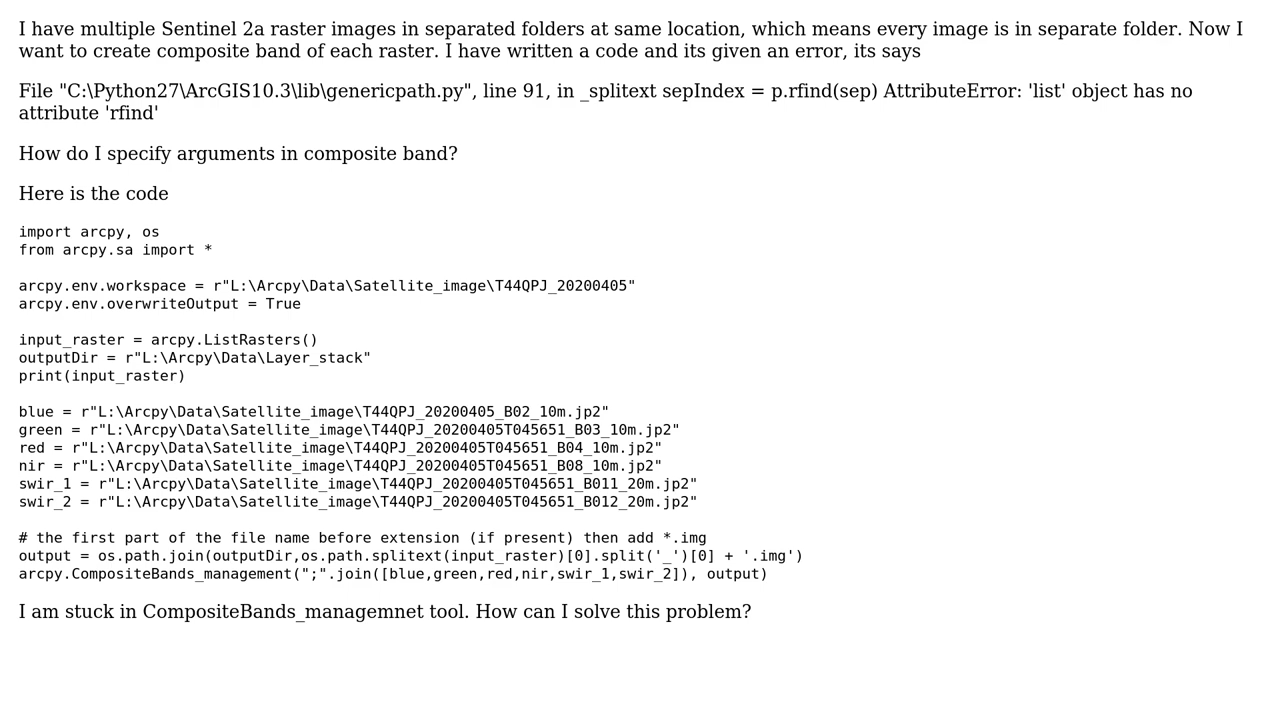 I have multiple Sentinel 2a raster images in separated folders at same location, which means every image is in separate folder. Now I
want to create composite band of each raster. I have written a code and its given an error, its says
File "C:\Python27\ArcGIS10.3\lib\genericpath.py", line 91, in _splitext sepIndex = p.rfind(sep) AttributeError: 'list' object has no
attribute 'rfind'
How do I specify arguments in composite band?
Here is the code
import arcpy, os
from arcpy.sa import *
arcpy.env.workspace = r"L:\Arcpy\Data\Satellite_image\T44QPJ_20200405"
arcpy.env.overwriteOutput = True
input_raster = arcpy.ListRasters()
outputDir = r"L:\Arcpy\Data\Layer_stack"
print(input_raster)
blue = r"L:\Arcpy\Data\Satellite_image\T44QPJ_20200405_B02_10m.jp2"
green = r"L:\Arcpy\Data\Satellite_image\T44QPJ_20200405T045651_B03_10m.jp2"
red = r"L:\Arcpy\Data\Satellite_image\T44QPJ_20200405T045651_B04_10m.jp2"
nir = r"L:\Arcpy\Data\Satellite_image\T44QPJ_20200405T045651_B08_10m.jp2"
swir_1 = r"L:\Arcpy\Data\Satellite_image\T44QPJ_20200405T045651_B011_20m.jp2"
swir_2 = r"L:\Arcpy\Data\Satellite_image\T44QPJ_20200405T045651_B012_20m.jp2"
# the first part of the file name before extension (if present) then add *.img
output = os.path.join(outputDir,os.path.splitext(input_raster)[0].split('_')[0] + '.img')
arcpy.CompositeBands_management(";".join([blue,green,red,nir,swir_1,swir_2]), output)
I am stuck in CompositeBands_managemnet tool. How can I solve this problem?